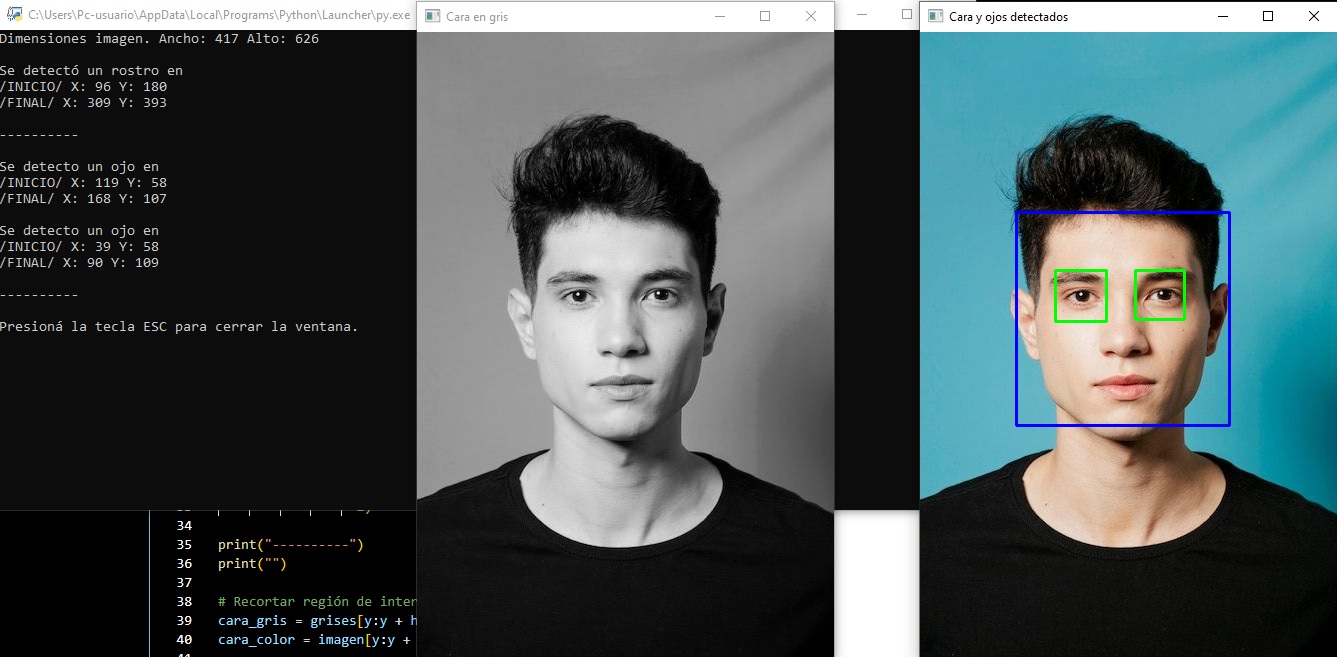 C:\Users\Pc-usuario\AppData\Local\Programs\Python\Launcher\py.exe
Dimensiones imagen. Ancho: 417 Alto: 626
Se detectó un rostro en
/INICIO/ X: 96 Y: 180
/FINAL/ X: 309 Y: 393
----------
Se detecto un ojo en
/INICIO/ X: 119 Y: 58
/FINAL/ X: 168 Y: 107
Se detecto un ojo en
/INICIO/ X: 39 Y: 58
/FINAL/ X: 90 Y: 109
----------
Presioná la tecla ESC para cerrar la ventana.
34
35 print("----------")
36 print("")
37
38 # Recortar región de inter
39 cara_gris = grises[y:y + h
40 cara_color = imagen[y:y +
Cara en gris
Cara y ojos detectados